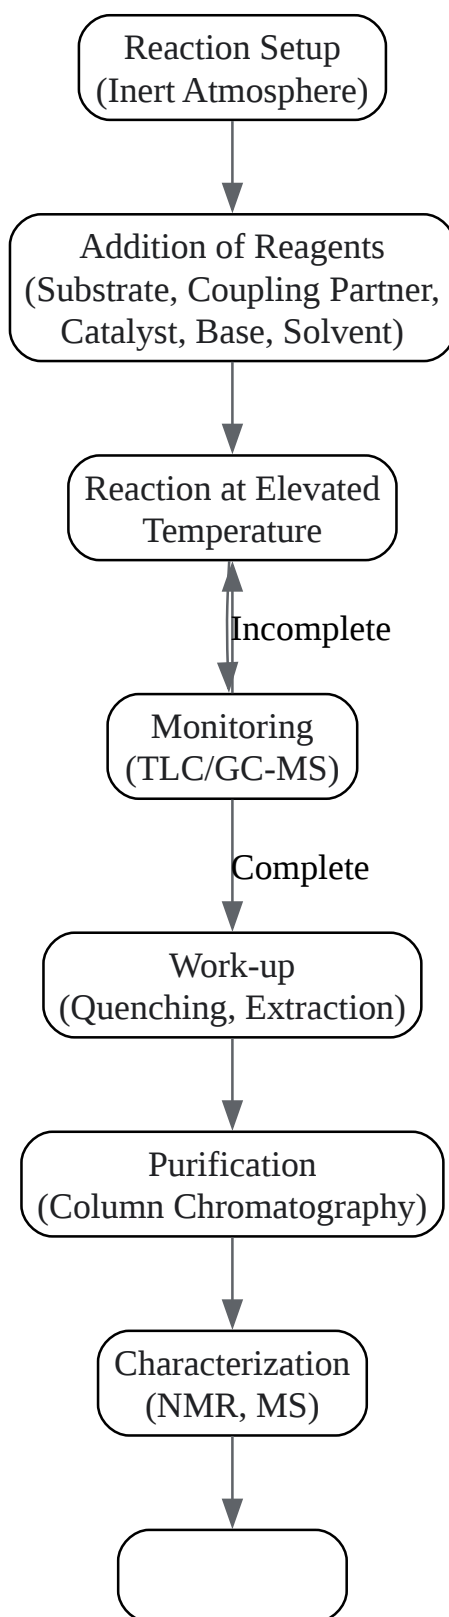 Reaction Setup
(Inert Atmosphere)
Addition of Reagents
(Substrate, Coupling Partner,
Catalyst, Base, Solvent)
Reaction at Elevated
Temperature
Incomplete
Monitoring
(TLC/GC-MS)
Complete
Work-up
(Quenching, Extraction)
Purification
(Column Chromatography)
Characterization
(NMR, MS)